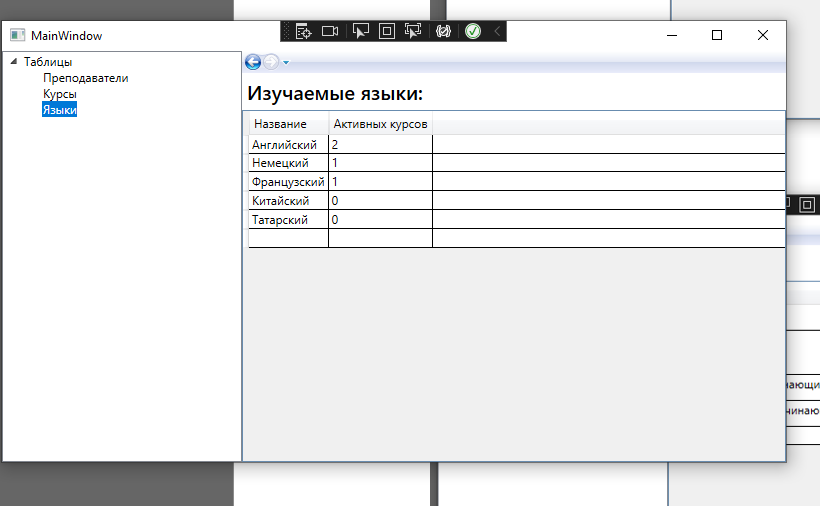 MainWindow
Таблицы
Преподаватели
Курсы
Языки
Изучаемые языки:
Название Активных курсов
Английский 2
Немецкий 1
Французский 1
Китайский 0
Татарский 0